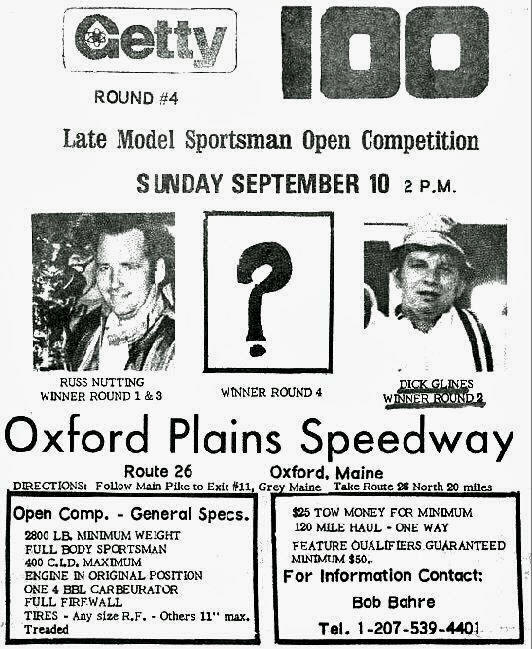 Getty 100
ROUND #4
Late Model Sportsman Open Competition
SUNDAY SEPTEMBER 10 2 P.M.
?
RUSS NUTTING
WINNER ROUND 1 & 3
WINNER ROUND 4
DICK GLINES
WINNER ROUND 2
Oxford Plains Speedway
Route 26 Oxford, Maine
DIRECTIONS: Follow Main Pike to Exit #11, Grey Maine Take Route 26 North 20 miles
Open Comp. - General Specs.
2800 LB. MINIMUM WEIGHT
FULL BODY SPORTSMAN
400 C.I.D. MAXIMUM
ENGINE IN ORIGINAL POSITION
ONE 4 BBL CARBEURATOR
FULL FIREWALL
TIRES - Any size R.F. - Others 11" max.
Treaded
$25 TOW MONEY FOR MINIMUM
120 MILE HAUL - ONE WAY
FEATURE QUALIFIERS GUARANTEED
MINIMUM $50.
For Information Contact:
Bob Bahre
Tel. 1-207-539-4401